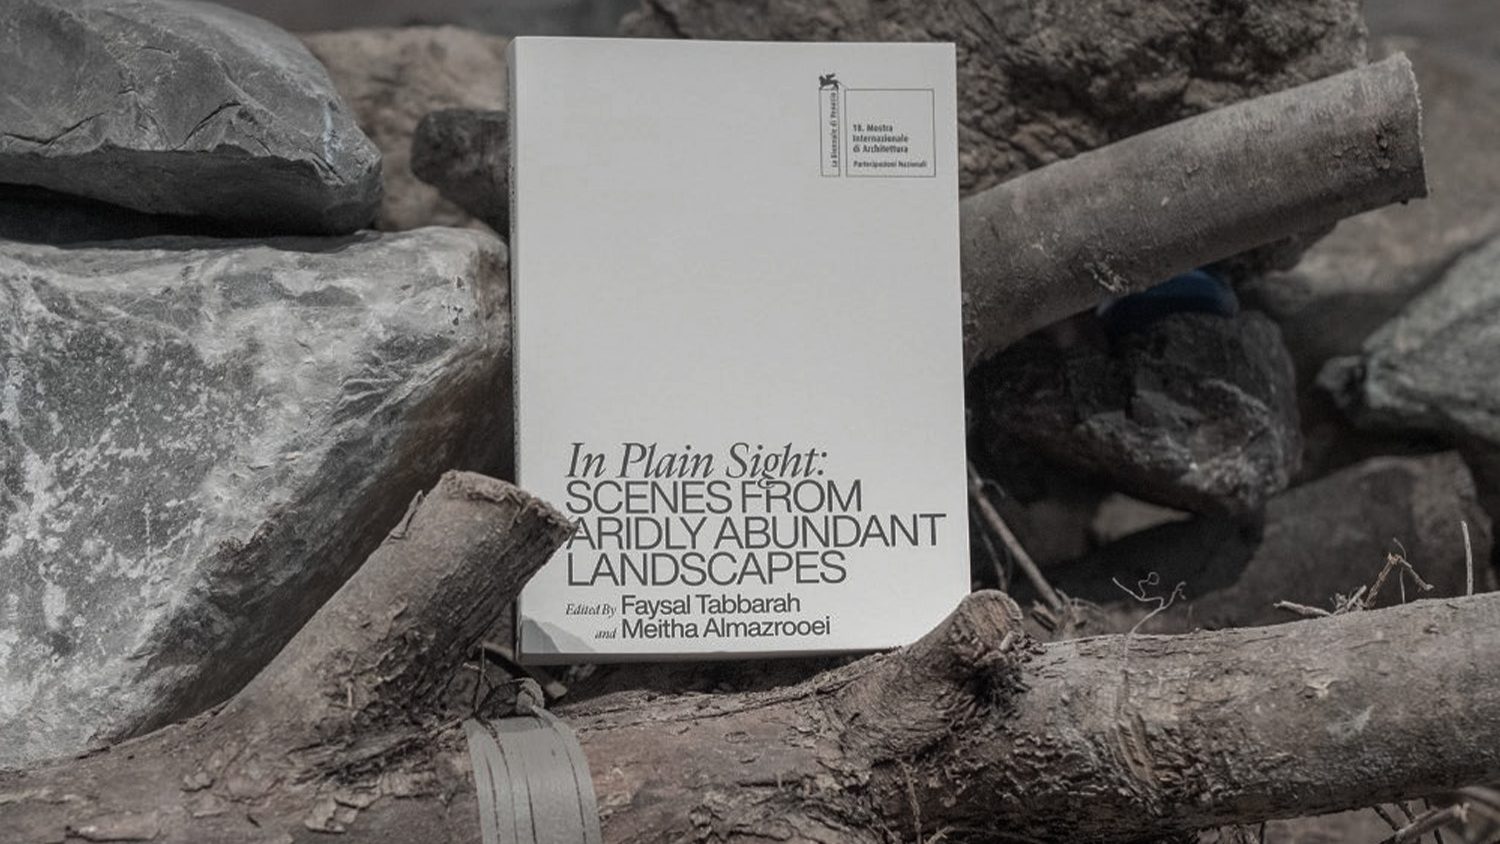 La Biennale di Venezia
18. Mostra
Internazionale
di Architettura
Partecipazioni Nazionali
In Plain Sight:
SCENES FROM
ARIDLY ABUNDANT
LANDSCAPES
Edited By Faysal Tabbarah
and Meitha Almazrooei